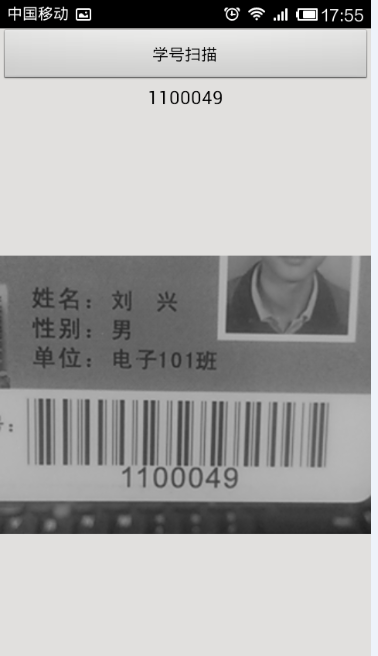 中国移动 17:55
学号扫描
1100049
姓名：刘 兴
性别：男
单位：电子101班
号：
1100049